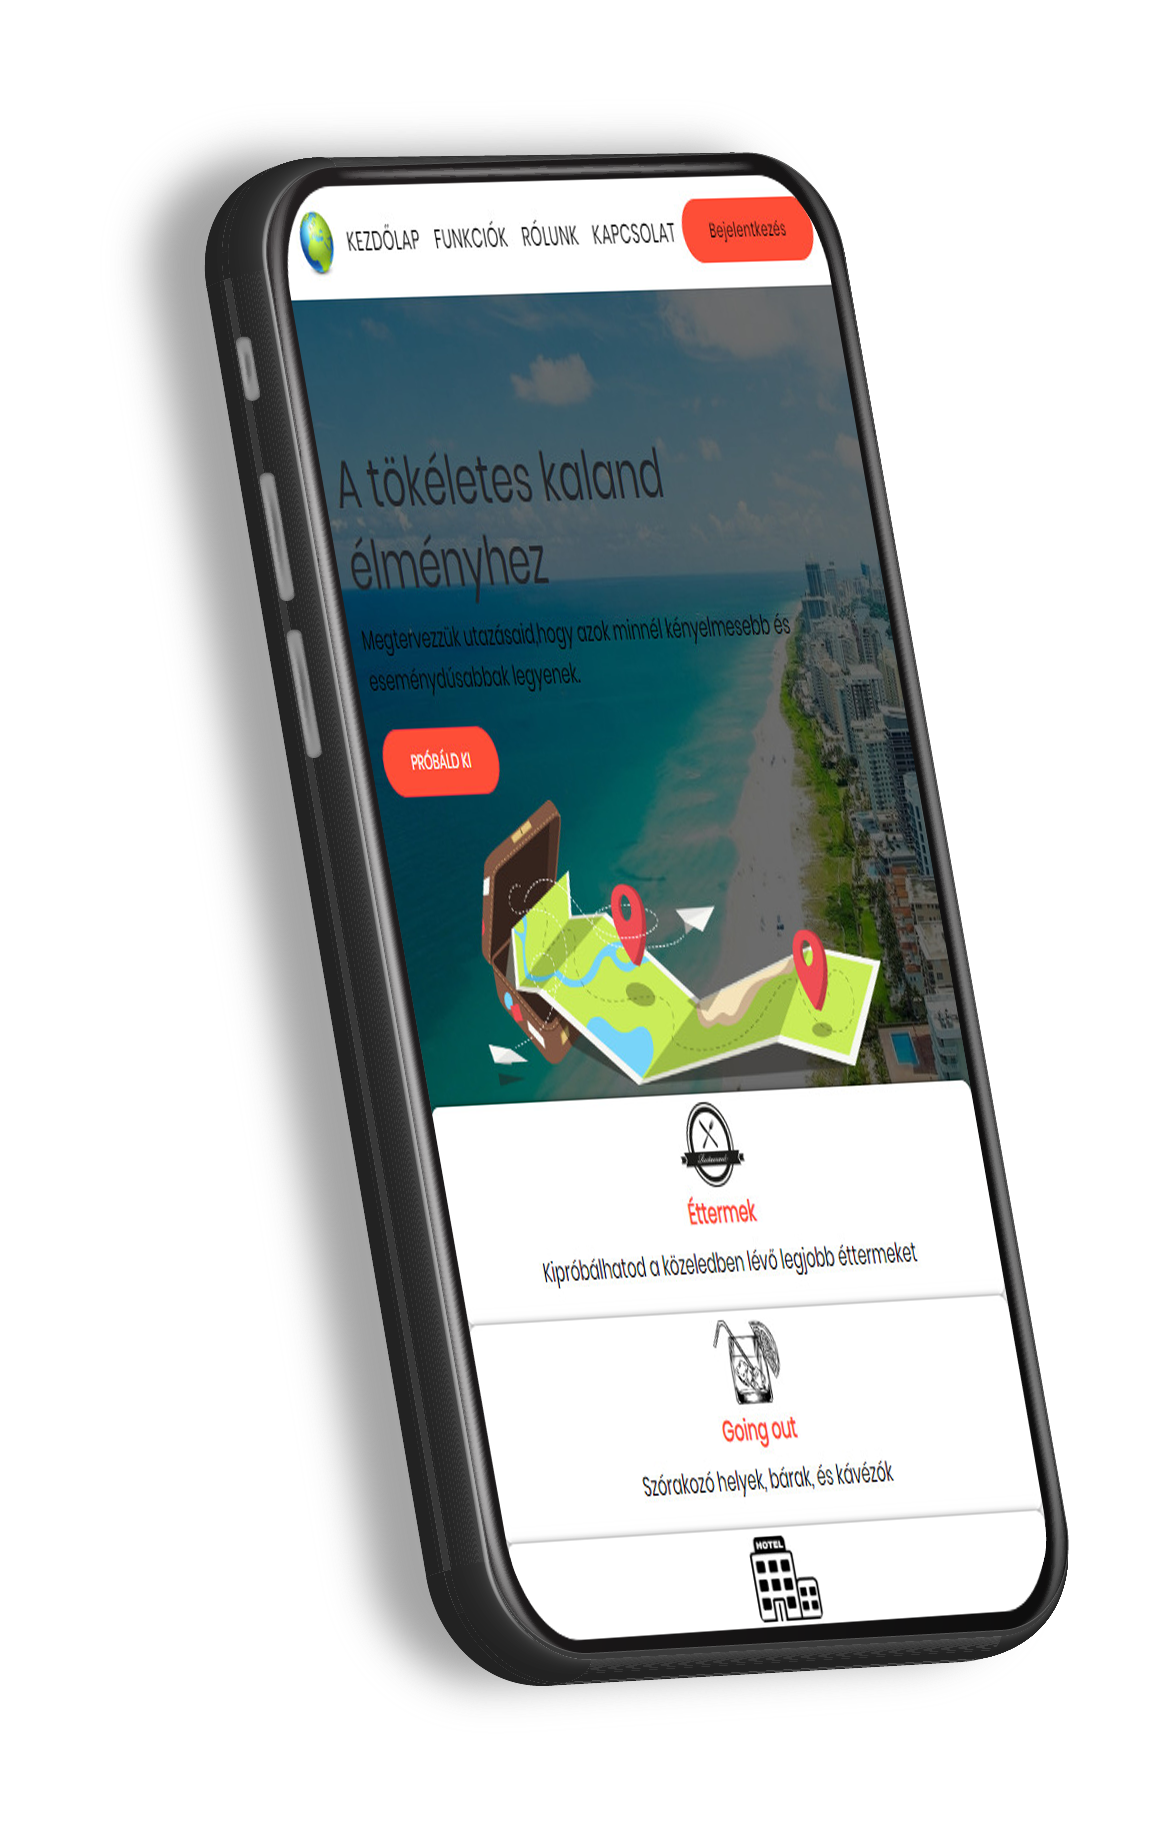 KEZDŐLAP FUNKCIÓK RÓLUNK KAPCSOLAT Bejelentkezés
A tökéletes kaland
élményhez
Megtervezzük utazásaid,hogy azok minnél kényelmesebb és
eseménydűsabbak legyenek.
PRÓBÁLD KI
Restaurant
Éttermek
Kipróbálhatod a közeledben lévő legjobb éttermeket
Going out
Szórakozó helyek, bárak, és kávézók
HOTEL